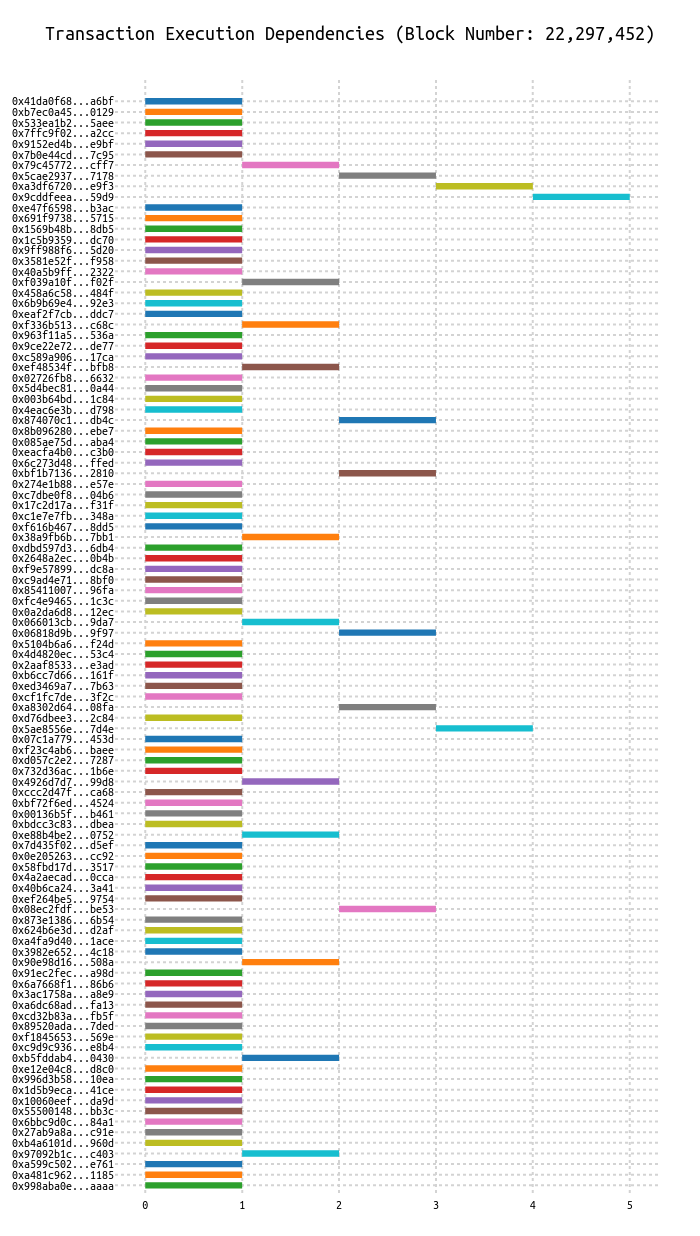 Transaction Execution Dependencies (Block Number: 22,297,452)
0x41da0f68...a6bf
0xb7ec0a45...0129
0x533ea1b2...5aee
0x7ffc9f02...a2cc
0x9152ed4b...e9bf
0x7b0e44cd...7c95
0x79c45772...cff7
0x5cae2937...7178
0xa3df6720...e9f3
0x9cddfeea...59d9
0xe47f6598...b3ac
0x691f9738...5715
0x1569b48b...8db5
0x1c5b9359...dc70
0x9ff988f6...5d20
0x3581e52f...f958
0x40a5b9ff...2322
0xf039a10f...f02f
0x458a6c58...484f
0x6b9b69e4...92e3
0xeaf2f7cb...ddc7
0xf336b513...c68c
0x963f11a5...536a
0x9ce22e72...de77
0xc589a906...17ca
0xef48534f...bfb8
0x02726fb8...6632
0x5d4bec81...0a44
0x003b64bd...1c84
0x4eac6e3b...d798
0x874070c1...db4c
0x8b096280...ebe7
0x085ae75d...aba4
0xeacfa4b0...c3b0
0x6c273d48...ffed
0xbf1b7136...2810
0x274e1b88...e57e
0xc7dbe0f8...04b6
0x17c2d17a...f31f
0xc1e7e7fb...348a
0xf616b467...8dd5
0x38a9fb6b...7bb1
0xdbd597d3...6db4
0x2648a2ec...0b4b
0xf9e57899...dc8a
0xc9ad4e71...8bf0
0x85411007...96fa
0xfc4e9465...1c3c
0x0a2da6d8...12ec
0x066013cb...9da7
0x06818d9b...9f97
0x5104b6a6...f24d
0x4d4820ec...53c4
0x2aaf8533...e3ad
0xb6cc7d66...161f
0xed3469a7...7b63
0xcf1fc7de...3f2c
0xa8302d64...08fa
0xd76dbee3...2c84
0x5ae8556e...7d4e
0x07c1a779...453d
0xf23c4ab6...baee
0xd057c2e2...7287
0x732d36ac...1b6e
0x4926d7d7...99d8
0xccc2d47f...ca68
0xbf72f6ed...4524
0x00136b5f...b461
0xbdcc3c83...dbea
0xe88b4be2...0752
0x7d435f02...d5ef
0x0e205263...cc92
0x58fbd17d...3517
0x4a2aecad...0cca
0x40b6ca24...3a41
0xef264be5...9754
0x08ec2fdf...be53
0x873e1386...6b54
0x624b6e3d...d2af
0xa4fa9d40...1ace
0x3982e652...4c18
0x90e98d16...508a
0x91ec2fec...a98d
0x6a7668f1...86b6
0x3ac1758a...a8e9
0xa6dc68ad...fa13
0xcd32b83a...fb5f
0x89520ada...7ded
0xf1845653...569e
0xc9d9c936...e8b4
0xb5fddab4...0430
0xe12e04c8...d8c0
0x996d3b58...10ea
0x1d5b9eca...41ce
0x10060eef...da9d
0x55500148...bb3c
0x6bbc9d0c...84a1
0x27ab9a8a...c91e
0xb4a6101d...960d
0x97092b1c...c403
0xa599c502...e761
0xa481c962...1185
0x998aba0e...aaaa
0 1 2 3 4 5